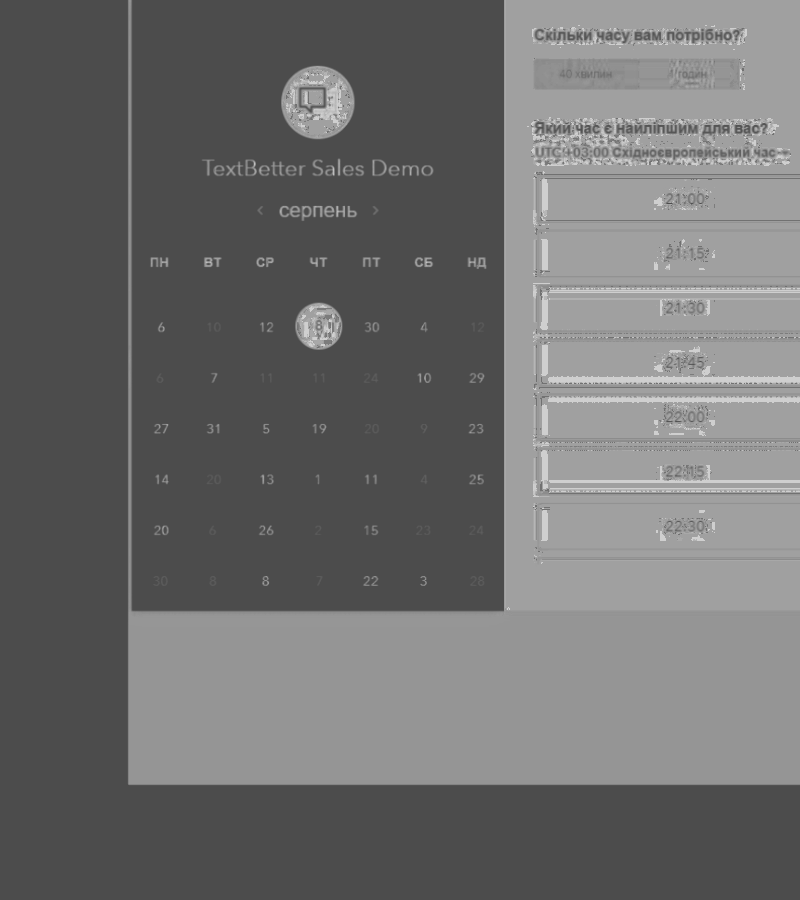 TextBetter Sales Demo
‹ серпень ›
ПН ВТ СР ЧТ ПТ СБ НД
6 10 12 8 30 4 12
6 7 11 11 24 10 29
27 31 5 19 20 9 23
14 20 13 1 11 4 25
20 6 26 2 15 23 24
30 8 8 7 22 3 28
Скільки часу вам потрібно?
40 хвилин 1 годин
Який час є найліпшим для вас?
UTC +03:00 Східноєвропейський час
21:00
21:15
21:30
21:45
22:00
22:15
22:30